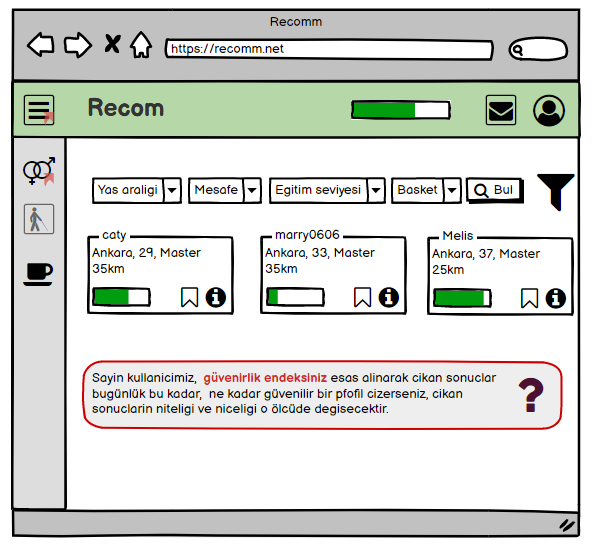 Recomm
https://recomm.net
Recom
Yas araligi Mesafe Egitim seviyesi Basket Bul
caty marry0606 Melis
Ankara, 29, Master Ankara, 33, Master Ankara, 37, Master
35km 35km 25km
Sayin kullanicimiz, güvenirlik endeksiniz esas alinarak cikan sonuclar
bugünlük bu kadar, ne kadar güvenilir bir pfofil cizerseniz, cikan
sonuclarin niteligi ve niceligi o ölcüde degisecektir.
?